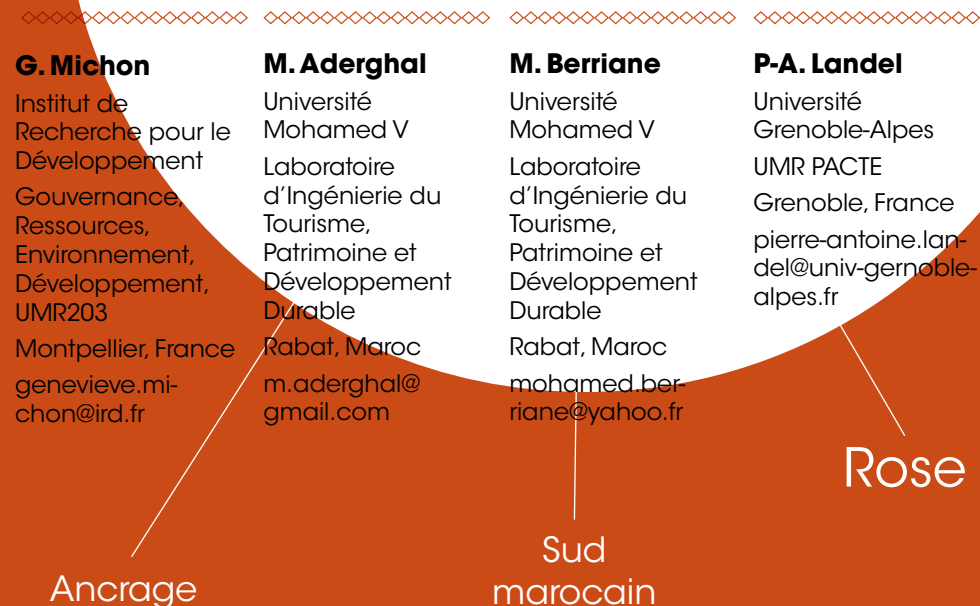 G. Michon
Institut de
Recherche pour le
Développement
Gouvernance,
Ressources,
Environnement,
Développement,
UMR203
Montpellier, France
genevieve.mi-
chon@ird.fr
M. Aderghal
Université
Mohamed V
Laboratoire
d'Ingénierie du
Tourisme,
Patrimoine et
Développement
Durable
Rabat, Maroc
m.aderghal@
gmail.com
M. Berriane
Université
Mohamed V
Laboratoire
d'Ingénierie du
Tourisme,
Patrimoine et
Développement
Durable
Rabat, Maroc
mohamed.ber-
riane@yahoo.fr
P-A. Landel
Université
Grenoble-Alpes
UMR PACTE
Grenoble, France
pierre-antoine.lan-
del@univ-gernoble-
alpes.fr
Ancrage
Sud
marocain
Rose